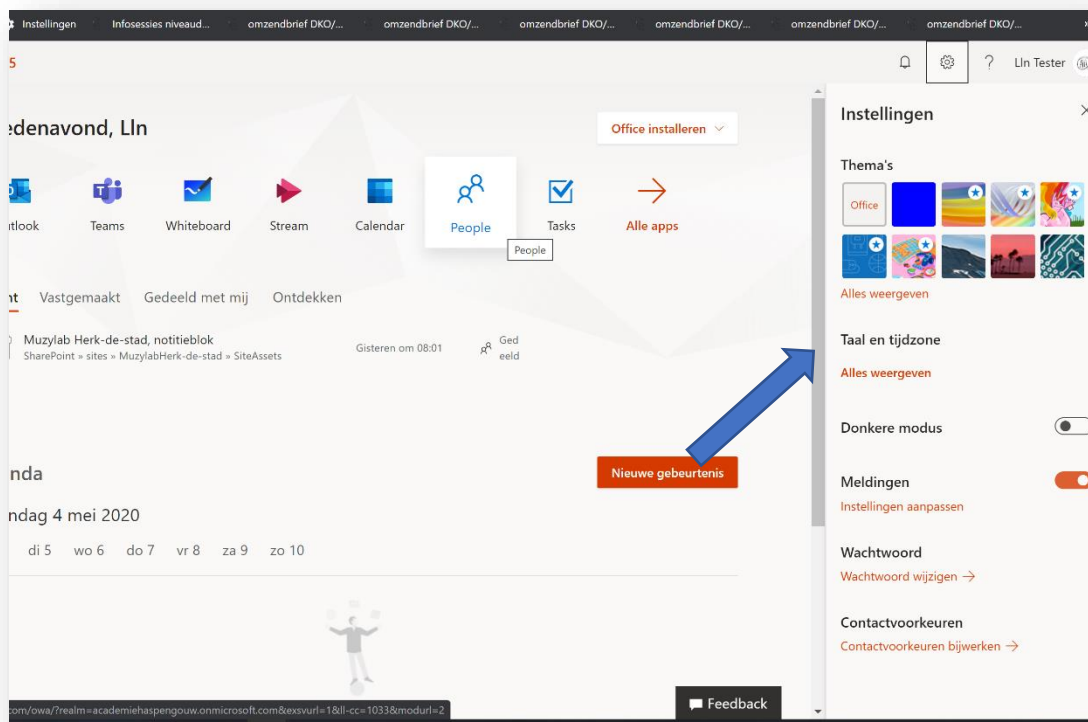 Instellingen Infosessies niveaud... omzendbrief DKO/... omzendbrief DKO/... omzendbrief DKO/... omzendbrief DKO/... omzendbrief DKO/... omzendbrief DKO/...
5
? Lln Tester
edenavond, Lln
Office installeren
Teams Whiteboard Stream Calendar People Tasks Alle apps
tlook
People
nt Vastgemaakt Gedeeld met mij Ontdekken
Muzylab Herk-de-stad, notitieblok
SharePoint » sites » MuzylabHerk-de-stad » SiteAssets
Gisteren om 08:01
Ged
eeld
nda
Nieuwe gebeurtenis
ndag 4 mei 2020
di 5 wo 6 do 7 vr 8 za 9 zo 10
com/owa/?realm=academiehaspengouw.onmicrosoft.com&exsvurl=1&ll-cc=1033&modurl=2
Feedback
Instellingen
Thema's
Office
Alles weergeven
Taal en tijdzone
Alles weergeven
Donkere modus
Meldingen
Instellingen aanpassen
Wachtwoord
Wachtwoord wijzigen →
Contactvoorkeuren
Contactvoorkeuren bijwerken →